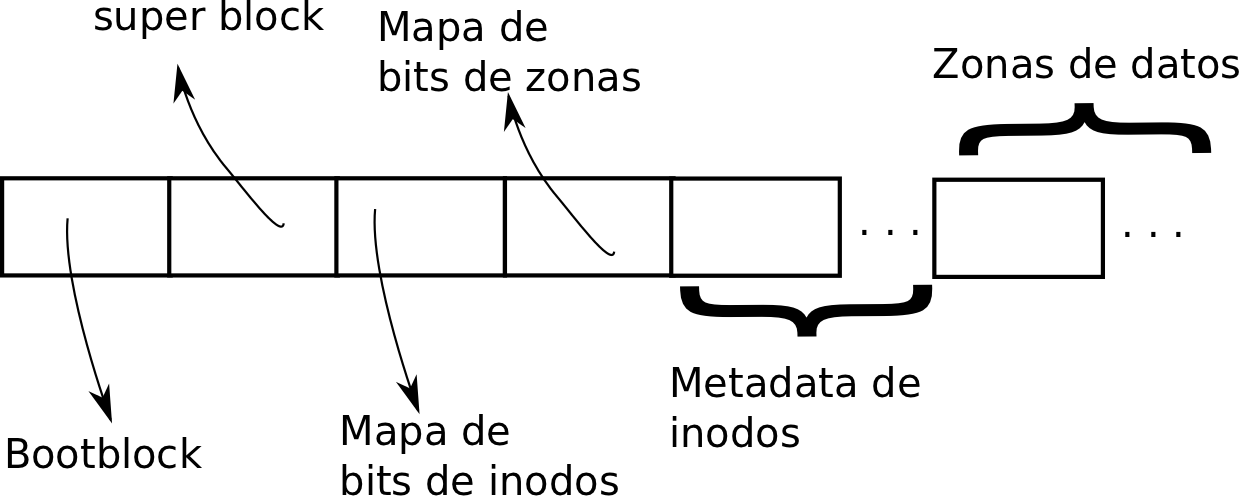 super block
Mapa de
bits de zonas
Zonas de datos
. . .
. . .
Bootblock
Mapa de
bits de inodos
Metadata de
inodos